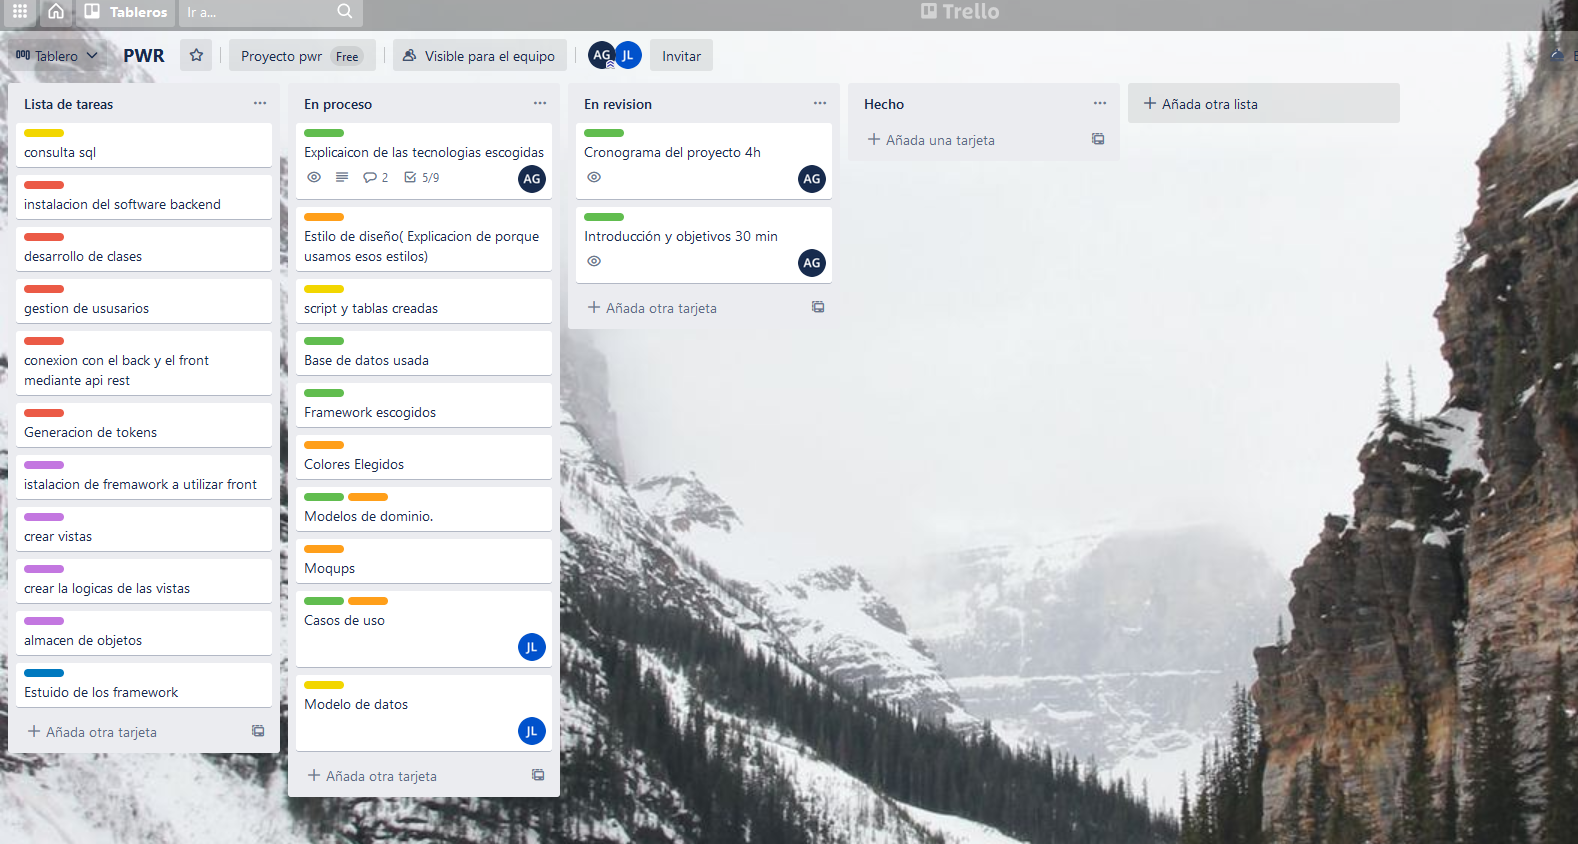 Tableros
Ir a...
Trello
Tablero
PWR
Proyecto pwr
Free
Visible para el equipo
AG
JL
Invitar
Lista de tareas
consulta sql
instalacion del software backend
desarrollo de clases
gestion de ususarios
conexion con el back y el front
mediante api rest
Generacion de tokens
istalacion de fremawork a utilizar front
crear vistas
crear la logicas de las vistas
almacen de objetos
Estuido de los framework
Añada otra tarjeta
En proceso
Explicaicon de las tecnologias escogidas
2
5/9
AG
Estilo de diseño( Explicacion de porque
usamos esos estilos)
script y tablas creadas
Base de datos usada
Framework escogidos
Colores Elegidos
Modelos de dominio.
Moqups
Casos de uso
JL
Modelo de datos
JL
Añada otra tarjeta
En revision
Cronograma del proyecto 4h
AG
Introducción y objetivos 30 min
AG
Añada otra tarjeta
Hecho
Añada una tarjeta
Añada otra lista